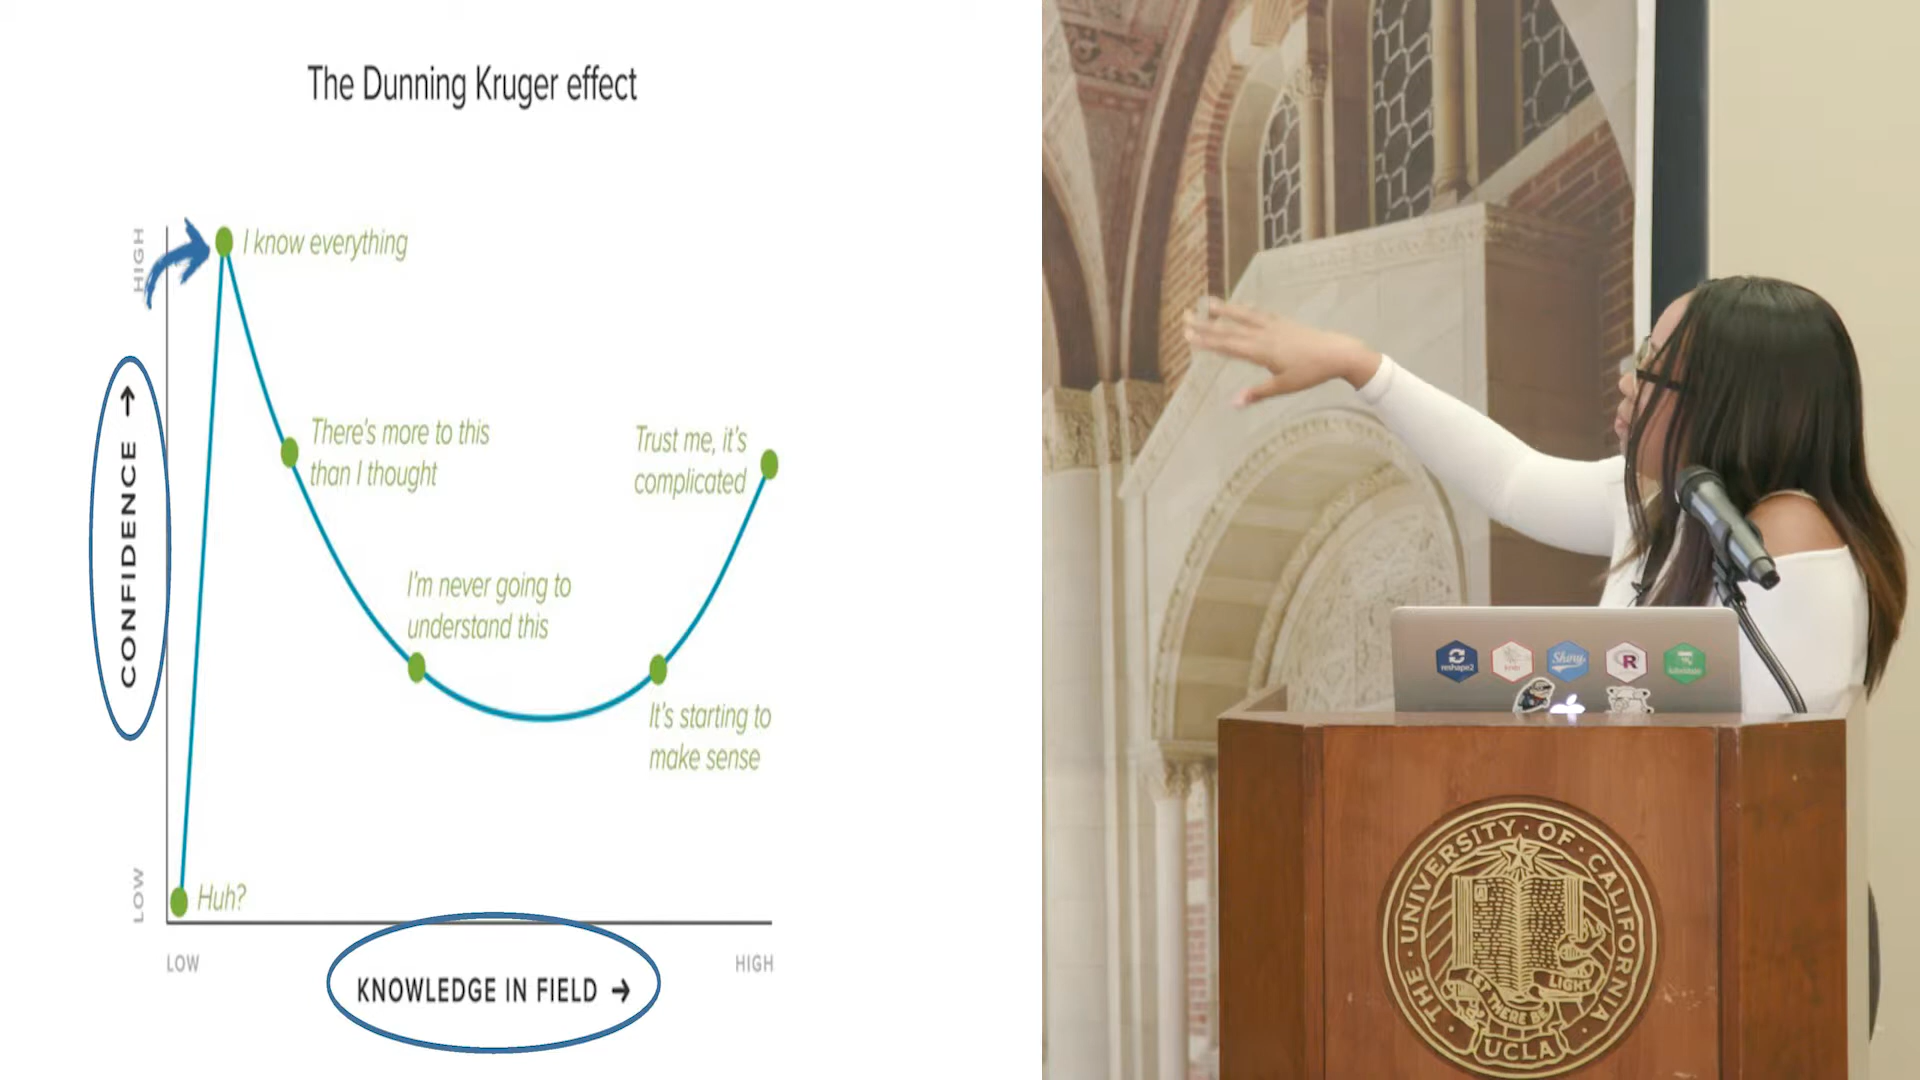 The Dunning Kruger effect
HIGH
I know everything
CONFIDENCE →
There's more to this
than I thought
Trust me, it's
complicated
I'm never going to
understand this
It's starting to
make sense
LOW
Huh?
LOW
HIGH
KNOWLEDGE IN FIELD →
reshape2
Shiny
R
· THE · UNIVERSITY · OF · CALIFORNIA ·
LET THERE BE
LIGHT
UCLA